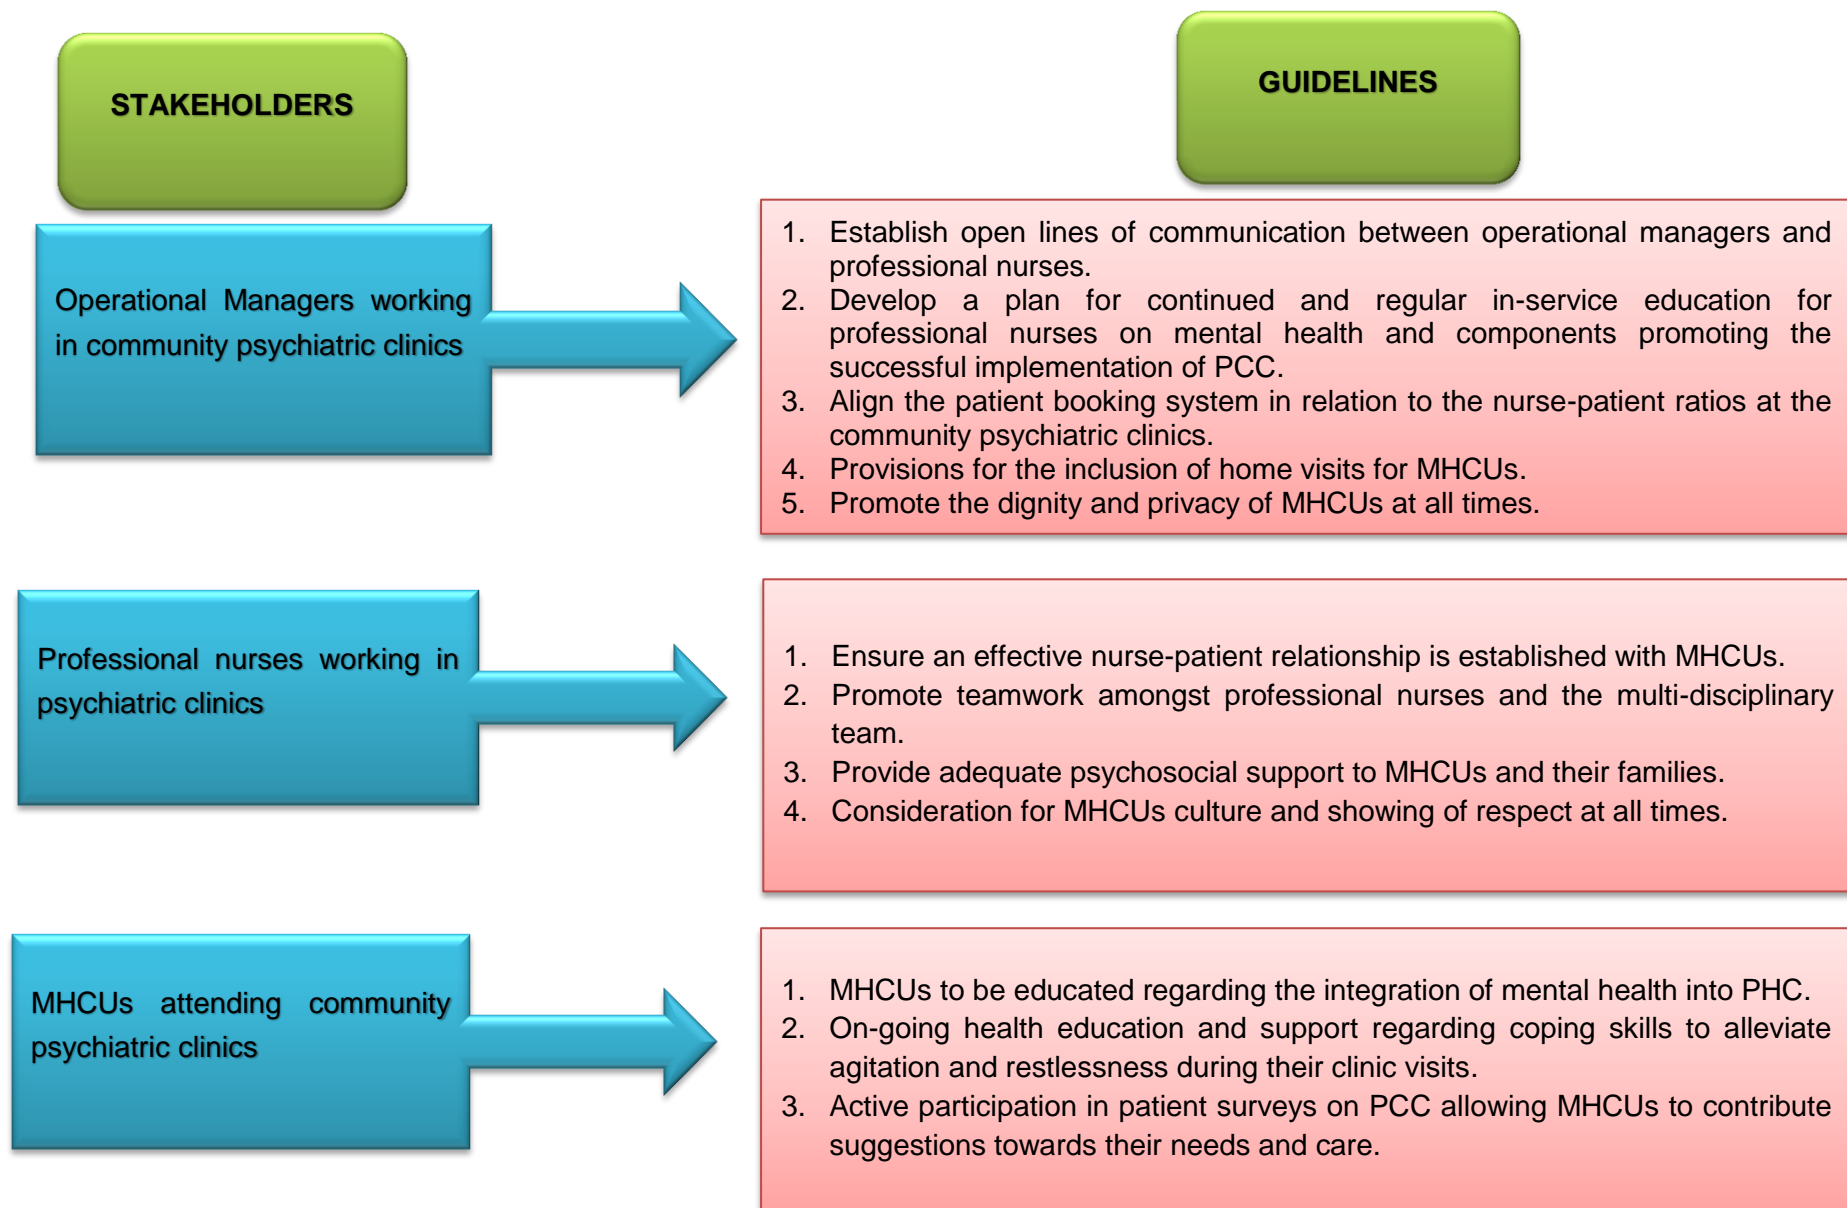 STAKEHOLDERS
GUIDELINES
Operational Managers working
in community psychiatric clinics
1. Establish open lines of communication between operational managers and
professional nurses.
2. Develop a plan for continued and regular in-service education for
professional nurses on mental health and components promoting the
successful implementation of PCC.
3. Align the patient booking system in relation to the nurse-patient ratios at the
community psychiatric clinics.
4. Provisions for the inclusion of home visits for MHCUs.
5. Promote the dignity and privacy of MHCUs at all times.
Professional nurses working in
psychiatric clinics
1. Ensure an effective nurse-patient relationship is established with MHCUs.
2. Promote teamwork amongst professional nurses and the multi-disciplinary
team.
3. Provide adequate psychosocial support to MHCUs and their families.
4. Consideration for MHCUs culture and showing of respect at all times.
MHCUs attending community
psychiatric clinics
1. MHCUs to be educated regarding the integration of mental health into PHC.
2. On-going health education and support regarding coping skills to alleviate
agitation and restlessness during their clinic visits.
3. Active participation in patient surveys on PCC allowing MHCUs to contribute
suggestions towards their needs and care.